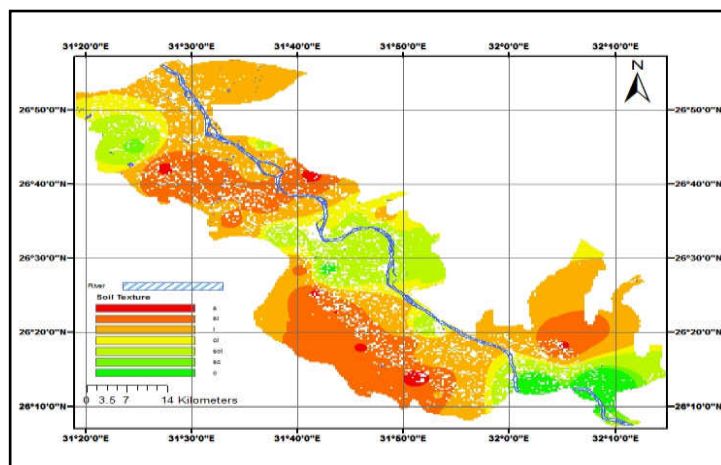 31°20'0"E 31°30'0"E 31°40'0"E 31°50'0"E 32°0'0"E 32°10'0"E
N
26°50'0"N 26°50'0"N
26°40'0"N 26°40'0"N
26°30'0"N 26°30'0"N
River
Soil Texture
s
sl
26°20'0"N l 26°20'0"N
cl
scl
sc
c
0 3.5 7 14 Kilometers
26°10'0"N 26°10'0"N
31°20'0"E 31°30'0"E 31°40'0"E 31°50'0"E 32°0'0"E 32°10'0"E